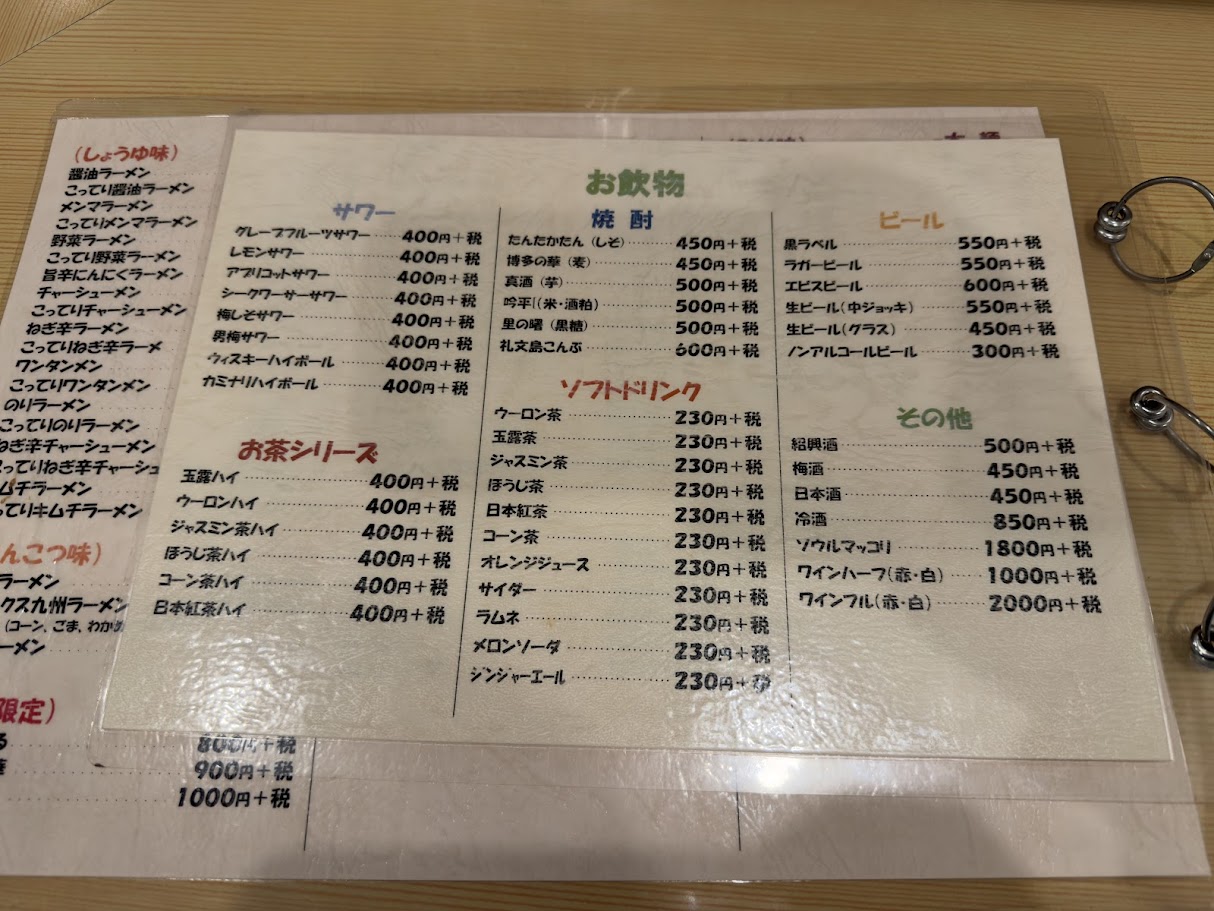 (しょうゆ味)
醤油ラーメン
こってり醤油ラーメン
メンマラーメン
こってりメンマラーメン
野菜ラーメン
こってり野菜ラーメン
旨辛にんにくラーメン
チャーシューメン
こってりチャーシューメン
ねぎ辛ラーメン
こってりねぎ辛ラーメ
ワンタンメン
こってりワンタンメン
のりラーメン
こってりのりラーメン
ねぎ辛チャーシューメン
ってりねぎ辛チャーシュ
ムチラーメン
ってりキムチラーメン
んこつ味)
ラーメン
クス九州ラーメン
(コーン、ごま、わかめ
ーメン
限定)
800円+税
900円+税
1000円+税
お飲物
サワー
グレープフルーツサワー 400円+税
レモンサワー 400円+税
アプリコットサワー 400円+税
シークワーサーサワー 400円+税
梅しそサワー 400円+税
男梅サワー 400円+税
ウィスキーハイボール 400円+税
カミナリハイボール 400円+税
お茶シリーズ
玉露ハイ 400円+税
ウーロンハイ 400円+税
ジャスミン茶ハイ 400円+税
ほうじ茶ハイ 400円+税
コーン茶ハイ 400円+税
日本紅茶ハイ 400円+税
焼酎
たんたかたん (しそ) 450円+税
博多の華 (麦) 450円+税
真酒 (芋) 500円+税
吟平 (米・酒粕) 500円+税
里の曙 (黒糖) 500円+税
礼文島こんぶ 600円+税
ソフトドリンク
ウーロン茶 230円+税
玉露茶 230円+税
ジャスミン茶 230円+税
ほうじ茶 230円+税
日本紅茶 230円+税
コーン茶 230円+税
オレンジジュース 230円+税
サイダー 230円+税
ラムネ 230円+税
メロンソーダ 230円+税
ジンジャーエール 230円+税
ビール
黒ラベル 550円+税
ラガービール 550円+税
エビスビール 600円+税
生ビール(中ジョッキ) 550円+税
生ビール(グラス) 450円+税
ノンアルコールビール 300円+税
その他
紹興酒 500円+税
梅酒 450円+税
日本酒 450円+税
冷酒 850円+税
ソウルマッコリ 1800円+税
ワインハーフ(赤・白) 1000円+税
ワインフル(赤・白) 2000円+税